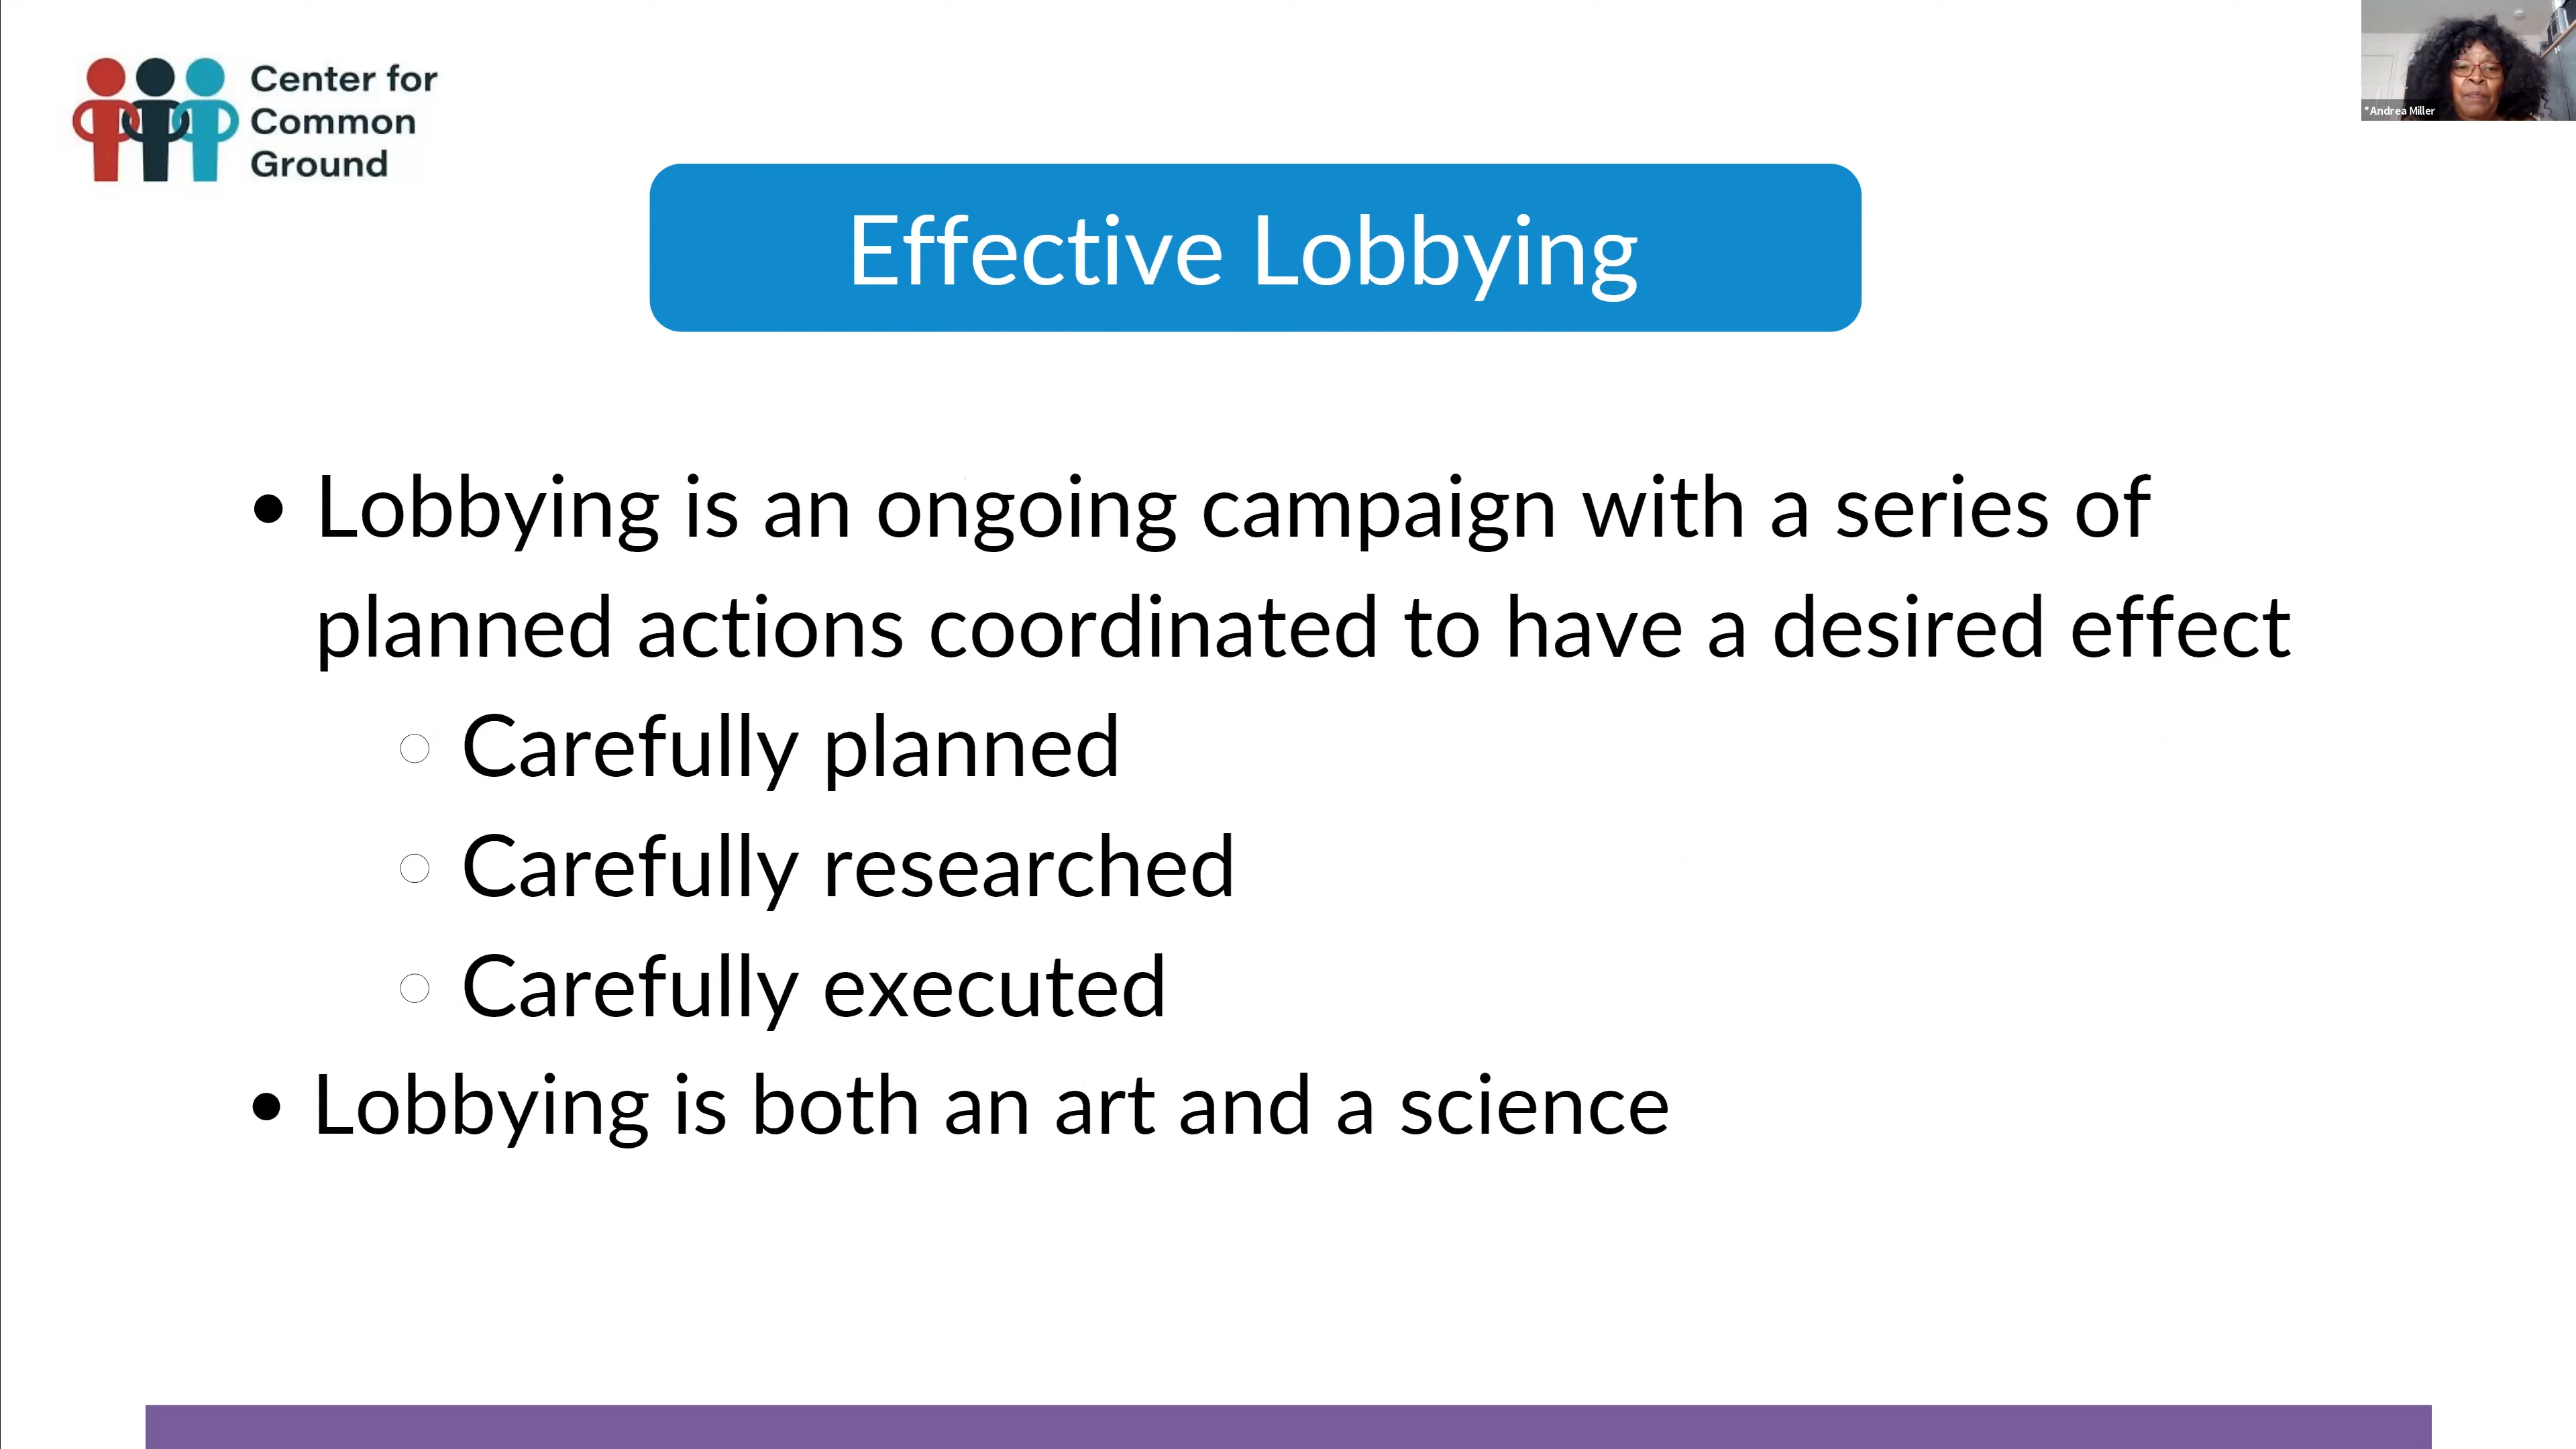 Center for
Common
Ground
*Andrea Miller
Effective Lobbying
• Lobbying is an ongoing campaign with a series of
planned actions coordinated to have a desired effect
○ Carefully planned
○ Carefully researched
○ Carefully executed
• Lobbying is both an art and a science